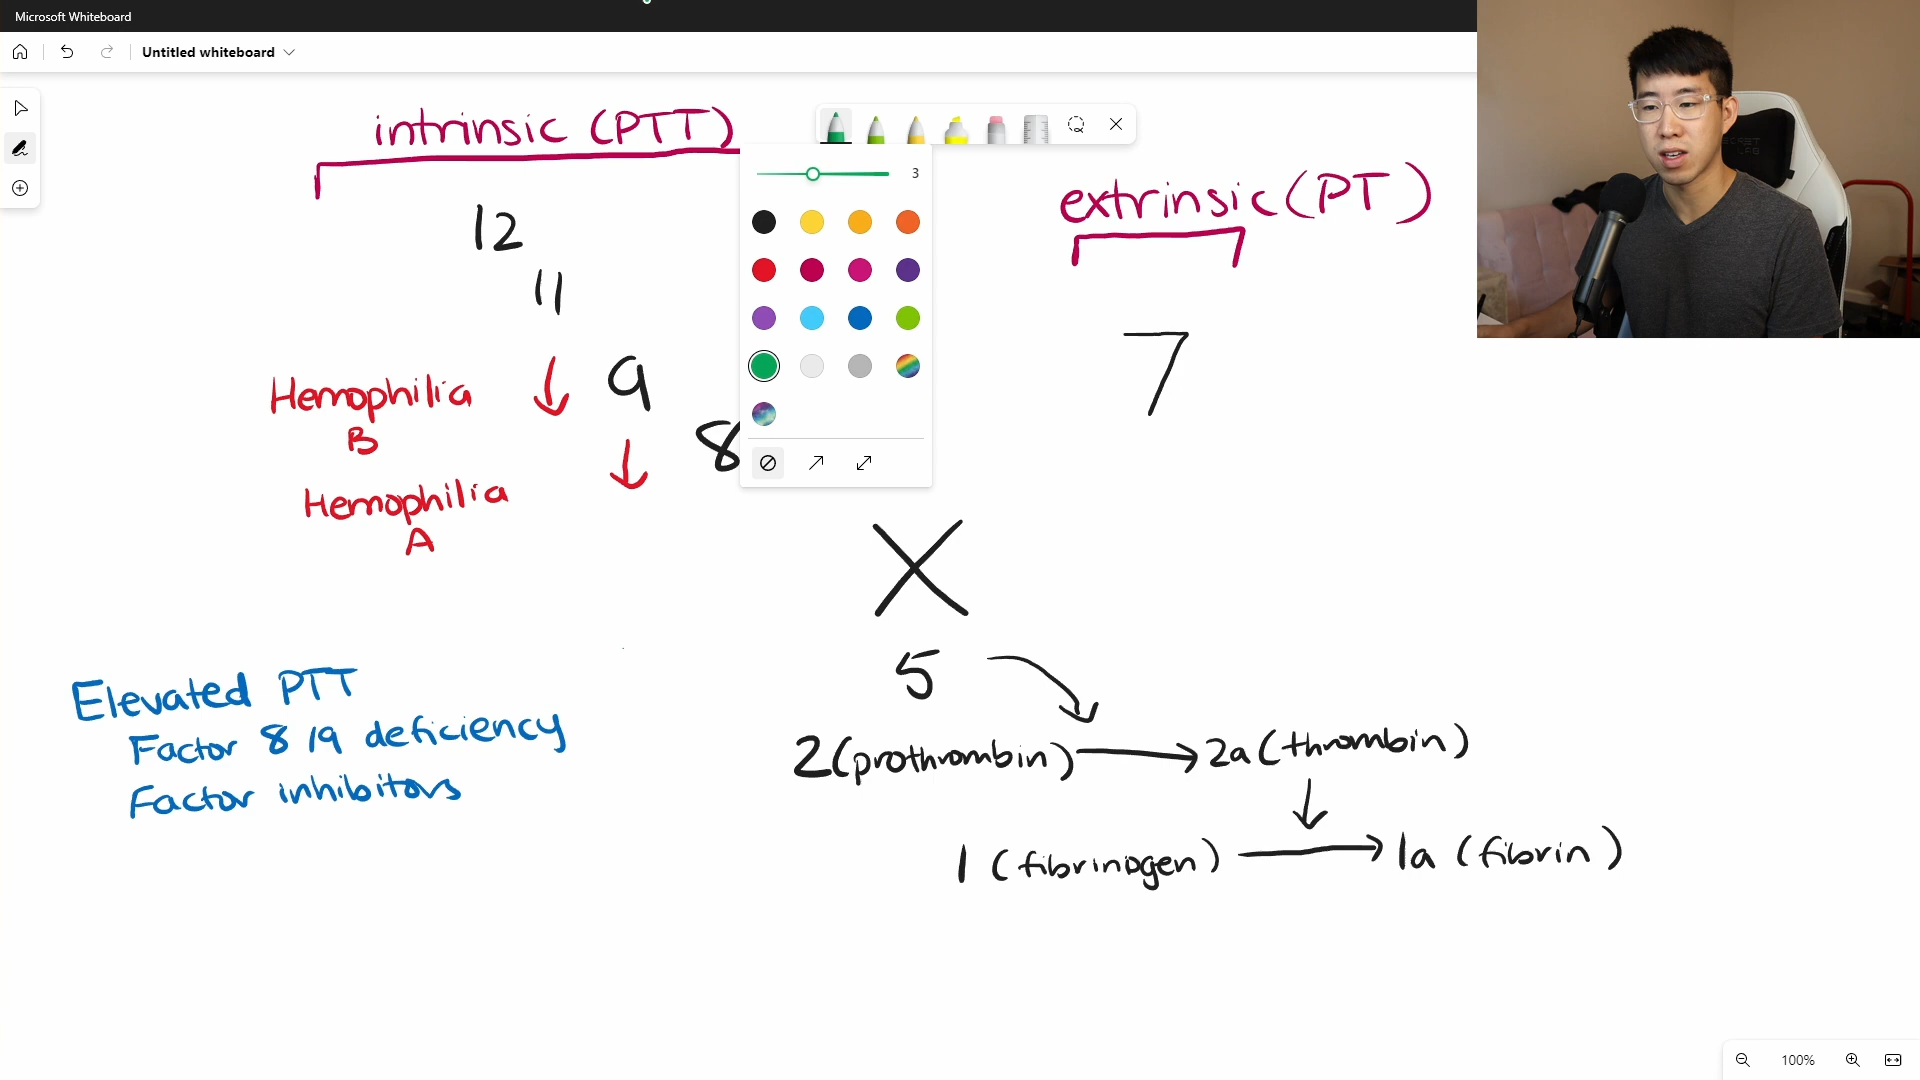 Microsoft Whiteboard
Untitled whiteboard
intrinsic (PTT)
3
extrinsic (PT)
12
11
9
7
Hemophilia
B
8
Hemophilia
A
X
5
Elevated PTT
Factor 8/9 deficiency
Factor inhibitors
2 (prothrombin) 2a (thrombin)
1 (fibrinogen) 1a (fibrin)
100%